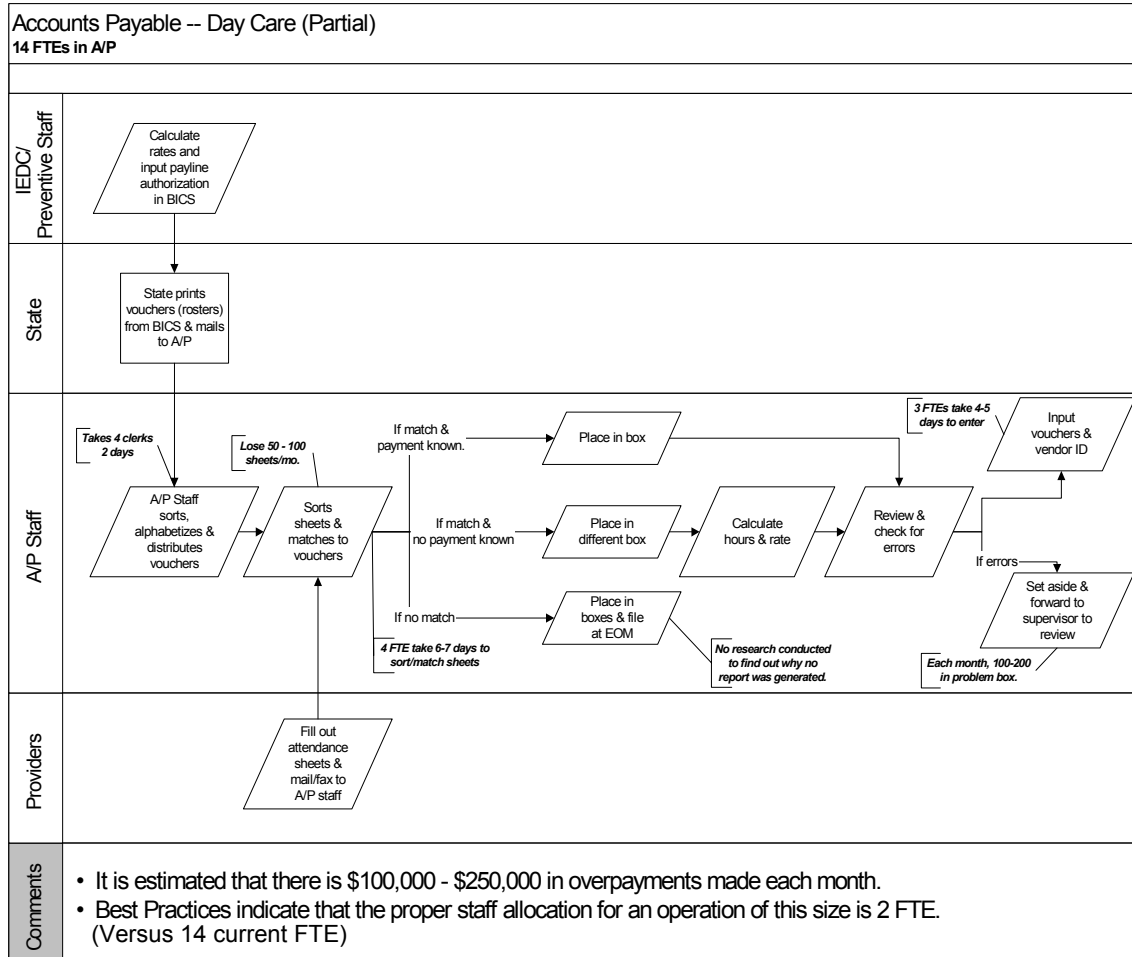 Accounts Payable -- Day Care (Partial)
14 FTEs in A/P
IEDC/
Preventive Staff
Calculate
rates and
input payline
authorization
in BICS
State
State prints
vouchers (rosters)
from BICS & mails
to A/P
A/P Staff
Takes 4 clerks
2 days
A/P Staff
sorts,
alphabetizes &
distributes
vouchers
Lose 50 - 100
sheets/mo.
Sorts
sheets &
matches to
vouchers
4 FTE take 6-7 days to
sort/match sheets
If match &
payment known.
Place in box
If match &
no payment known
Place in
different box
Calculate
hours & rate
If no match
Place in
boxes & file
at EOM
No research conducted
to find out why no
report was generated.
Review &
check for
errors
3 FTEs take 4-5
days to enter
Input
vouchers &
vendor ID
If errors
Set aside &
forward to
supervisor to
review
Each month, 100-200
in problem box.
Providers
Fill out
attendance
sheets &
mail/fax to
A/P staff
Comments
• It is estimated that there is $100,000 - $250,000 in overpayments made each month.
• Best Practices indicate that the proper staff allocation for an operation of this size is 2 FTE.
(Versus 14 current FTE)